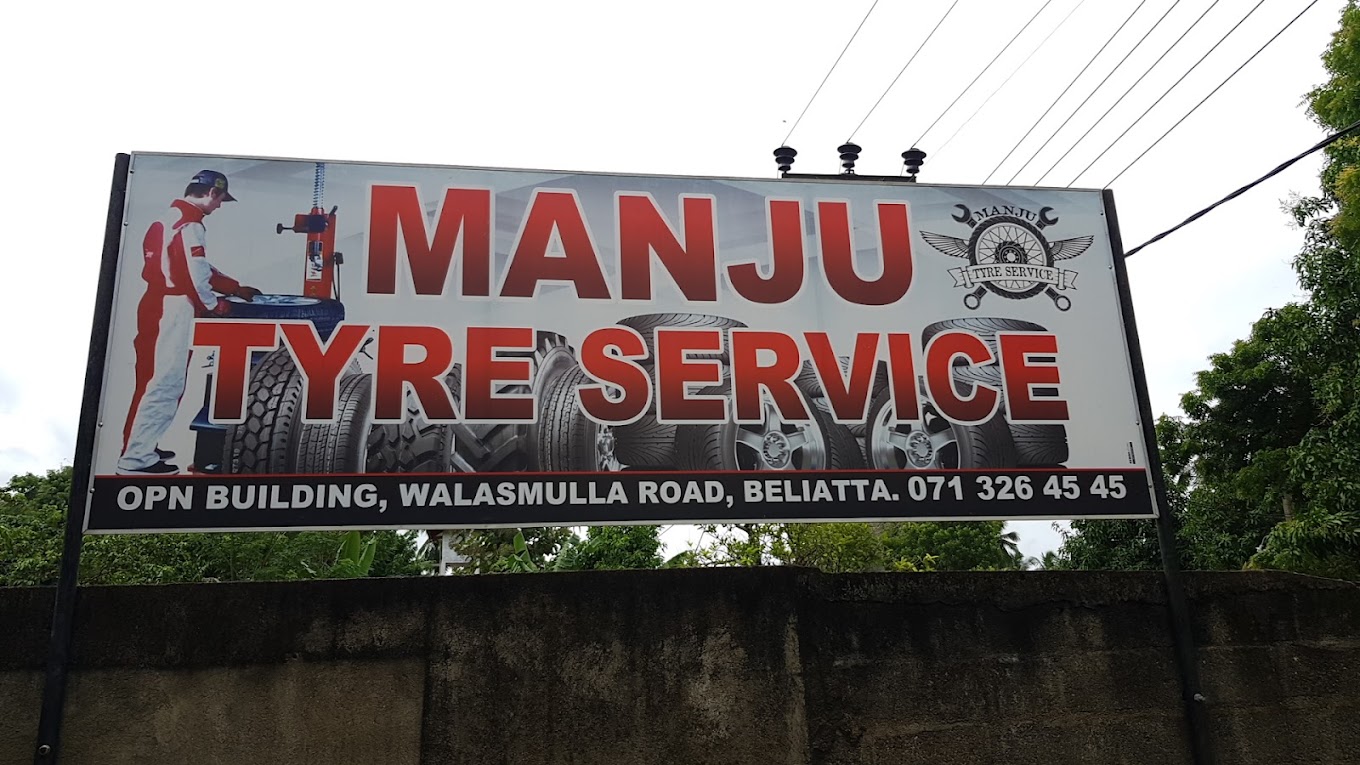 MANJU
MANJU
TYRE SERVICE
TYRE SERVICE
OPN BUILDING, WALASMULLA ROAD, BELIATTA. 071 326 45 45